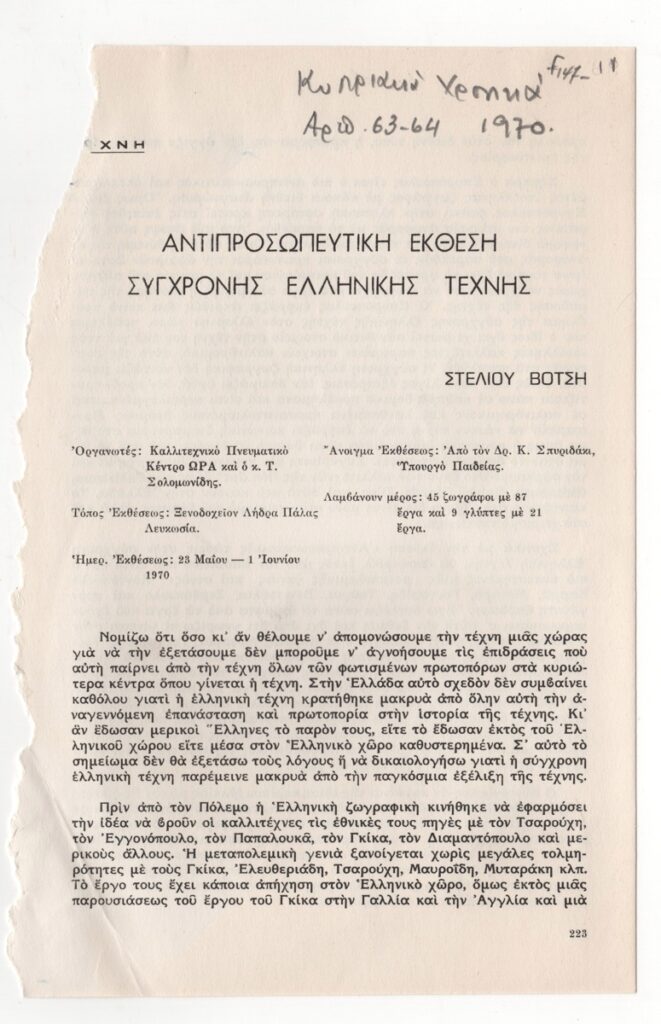 Κυπριακά Χρονικά
Αριθ. 63-64 1970.
ΧΝΗ
ΑΝΤΙΠΡΟΣΩΠΕΥΤΙΚΗ ΕΚΘΕΣΗ
ΣΥΓΧΡΟΝΗΣ ΕΛΛΗΝΙΚΗΣ ΤΕΧΝΗΣ
ΣΤΕΛΙΟΥ ΒΟΤΣΗ
Ὀργανωτές: Καλλιτεχνικὸ Πνευματικὸ
Κέντρο ΩΡΑ καὶ ὁ κ. Τ.
Σολομωνίδης.
Τόπος Ἐκθέσεως: Ξενοδοχεῖον Λήδρα Πάλας
Λευκωσία.
Ἡμερ. Ἐκθέσεως: 23 Μαΐου — 1 Ἰουνίου
1970
Ἄνοιγμα Ἐκθέσεως: Ἀπὸ τὸν Δρ. Κ. Σπυριδάκι,
Ὑπουργὸ Παιδείας.
Λαμβάνουν μέρος: 45 ζωγράφοι μὲ 87
ἔργα καὶ 9 γλύπτες μὲ 21
ἔργα.
Νομίζω ὅτι ὅσο κι' ἂν θέλουμε ν' ἀπομονώσουμε τὴν τέχνη μιᾶς χώρας
γιὰ νὰ τὴν ἐξετάσουμε δὲν μποροῦμε ν' ἀγνοήσουμε τὶς ἐπιδράσεις ποὺ
αὐτὴ παίρνει ἀπὸ τὴν τέχνη ὅλων τῶν φωτισμένων πρωτοπόρων στὰ κυριώ-
τερα κέντρα ὅπου γίνεται ἡ τέχνη. Στὴν Ἑλλάδα αὐτὸ σχεδὸν δὲν συμβαίνει
καθόλου γιατὶ ἡ ἑλληνικὴ τέχνη κρατήθηκε μακρυὰ ἀπὸ ὅλην αὐτὴ τὴν ἀ-
ναγεννόμενη ἐπανάσταση καὶ πρωτοπορία στὴν ἱστορία τῆς τέχνης. Κι'
ἂν ἔδωσαν μερικοὶ Ἕλληνες τὸ παρὸν τους, εἴτε τὸ ἔδωσαν ἐκτὸς τοῦ Ἑλ-
ληνικοῦ χώρου εἴτε μέσα στὸν Ἑλληνικὸ χῶρο καθυστερημένα. Σ' αὐτὸ τὸ
σημείωμα δὲν θὰ ἐξετάσω τοὺς λόγους ἢ νὰ δικαιολογήσω γιατὶ ἡ σύγχρονη
ἑλληνικὴ τέχνη παρέμεινε μακρυὰ ἀπὸ τὴν παγκόσμια ἐξέλιξη τῆς τέχνης.
Πρὶν ἀπὸ τὸν Πόλεμο ἡ Ἑλληνικὴ ζωγραφικὴ κινήθηκε νὰ ἐφαρμόσει
τὴν ἰδέα νὰ βροῦν οἱ καλλιτέχνες τὶς ἐθνικές τους πηγὲς μὲ τὸν Τσαρούχη,
τὸν Ἐγγονόπουλο, τὸν Παπαλουκᾶ, τὸν Γκίκα, τὸν Διαμαντόπουλο καὶ με-
ρικοὺς ἄλλους. Ἡ μεταπολεμικὴ γενιὰ ξανοίγεται χωρὶς μεγάλες τολμη-
ρότητες μὲ τοὺς Γκίκα, Ἐλευθεριάδη, Τσαρούχη, Μαυροΐδη, Μυταράκη κλπ.
Τὸ ἔργο τους ἔχει κάποια ἀπήχηση στὸν Ἑλληνικὸ χῶρο, ὅμως ἐκτὸς μιᾶς
παρουσιάσεως τοῦ ἔργου τοῦ Γκίκα στὴν Γαλλία καὶ τὴν Ἀγγλία καὶ μιὰ
223